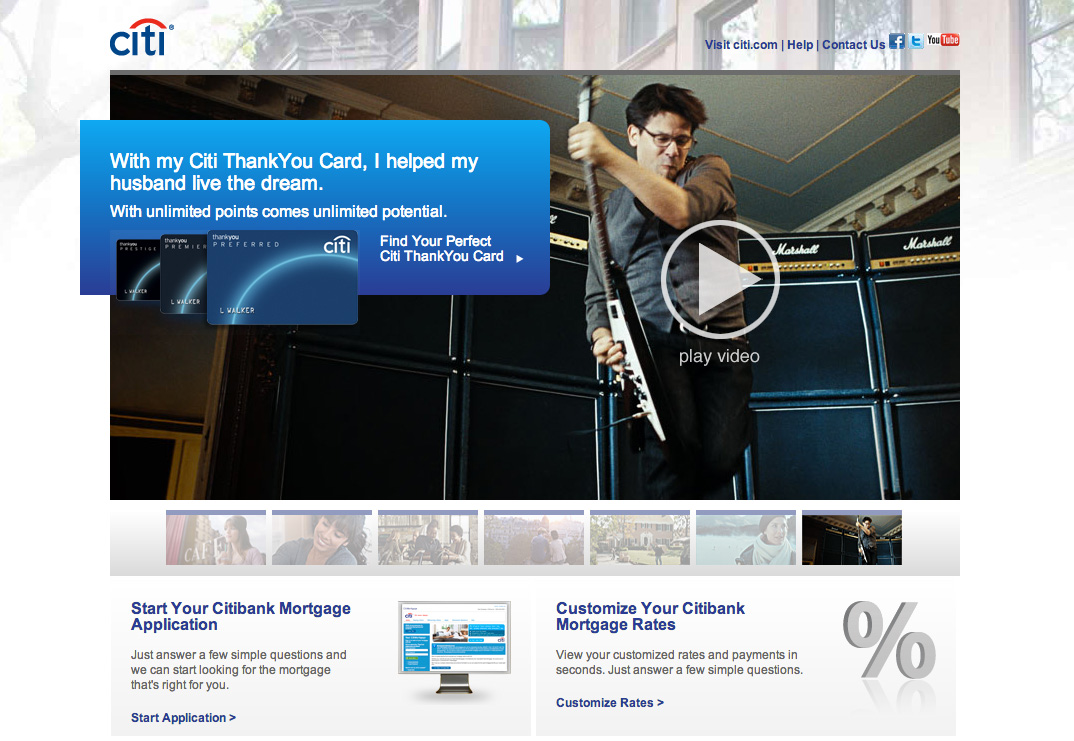 citi®
Visit citi.com | Help | Contact Us
You Tube
With my Citi ThankYou Card, I helped my
husband live the dream.
With unlimited points comes unlimited potential.
thankyou
PRESTIGE
L WALKER
thankyou
PREMIER
L WALKER
thankyou
PREFERRED
citi
L WALKER
Find Your Perfect
Citi ThankYou Card
Marshall
Marshall
play video
CAFE
Start Your Citibank Mortgage
Application
Just answer a few simple questions and
we can start looking for the mortgage
that's right for you.
Start Application >
Customize Your Citibank
Mortgage Rates
View your customized rates and payments in
seconds. Just answer a few simple questions.
Customize Rates >
%